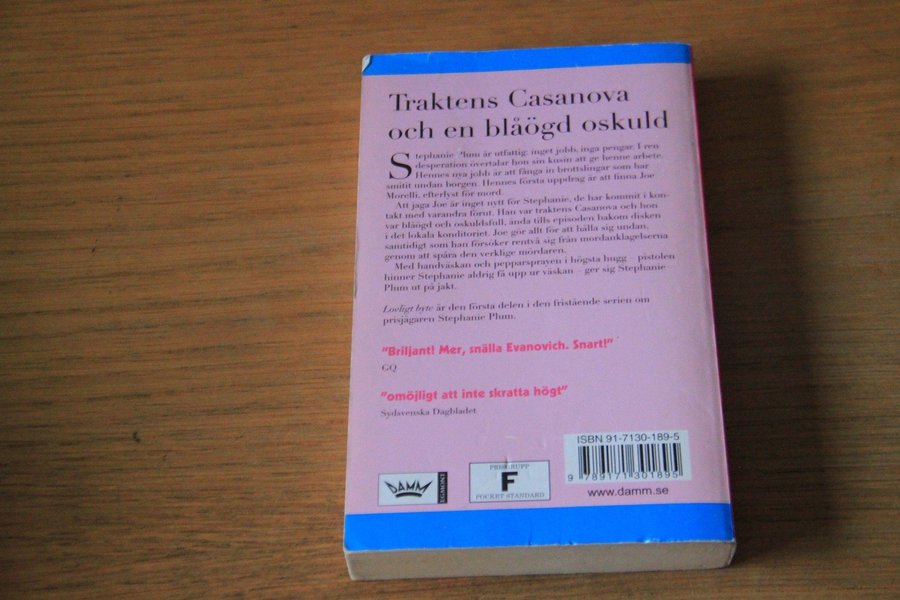 Traktens Casanova
och en blåögd oskuld
Stephanie Plum är utfattig, inget jobb, inga pengar. I ren
desperation övertalar hon sin kusin att ge henne arbete.
Hennes nya jobb är att fånga in brottslingar som har
smitit undan borgen. Hennes första uppdrag är att finna Joe
Morelli, efterlyst för mord.
Att jaga Joe är inget nytt för Stephanie, de har kommit i kon-
takt med varandra förut. Han var traktens Casanova och hon
var blåögd och oskuldsfull, ända tills episoden bakom disken
i det lokala konditoriet. Joe gör allt för att hålla sig undan,
samtidigt som han försöker rentvå sig från mordanklagelserna
genom att spåra den verklige mördaren.
Med handväskan och pepparsprayen i högsta hugg – pistolen
hinner Stephanie aldrig få upp ur väskan – ger sig Stephanie
Plum ut på jakt.
Lovligt byte är den första delen i den fristående serien om
prisjägaren Stephanie Plum.
"Briljant! Mer, snälla Evanovich. Snart!"
GQ
"omöjligt att inte skratta högt"
Sydsvenska Dagbladet
ISBN 91-7130-189-5
9 789171 301895
www.damm.se
DAMM
EGMONT
PRISGRUPP
F
POCKET STANDARD